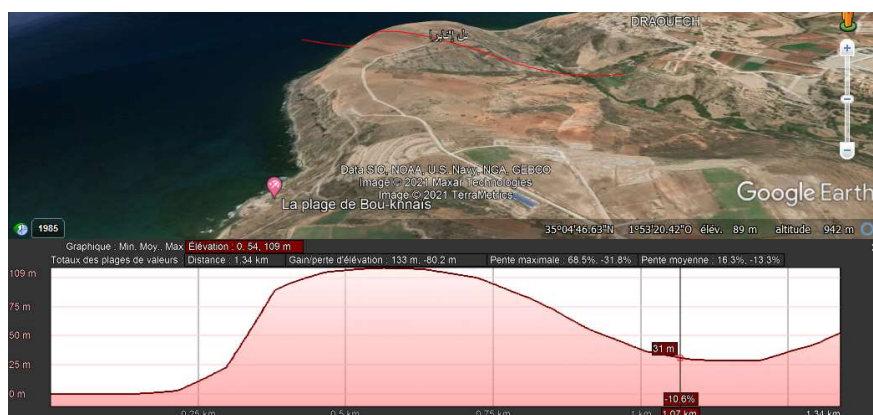 DRAOUECH
Data SIO, NOAA, U.S. Navy, NGA, GEBCO
Image © 2021 Maxar Technologies
Image © 2021 TerraMetrics
Google Earth
La plage de Bou-khnais
1985
35°04'46.63"N 1°53'20.42"O élév. 89 m altitude 942 m
Graphique : Min. Moy.. Max Élévation : 0. 54, 109 m
Totaux des plages de valeurs : Distance : 1,34 km Gain/perte d'élévation : 133 m, -80.2 m Pente maximale : 68.5%, -31.8% Pente moyenne : 16.3%, -13.3%
109 m
75 m
50 m
31 m
25 m
0 m
-10.6%
0.25 km 0.5 km 0.75 km 1 km 1.07 km 1.34 km